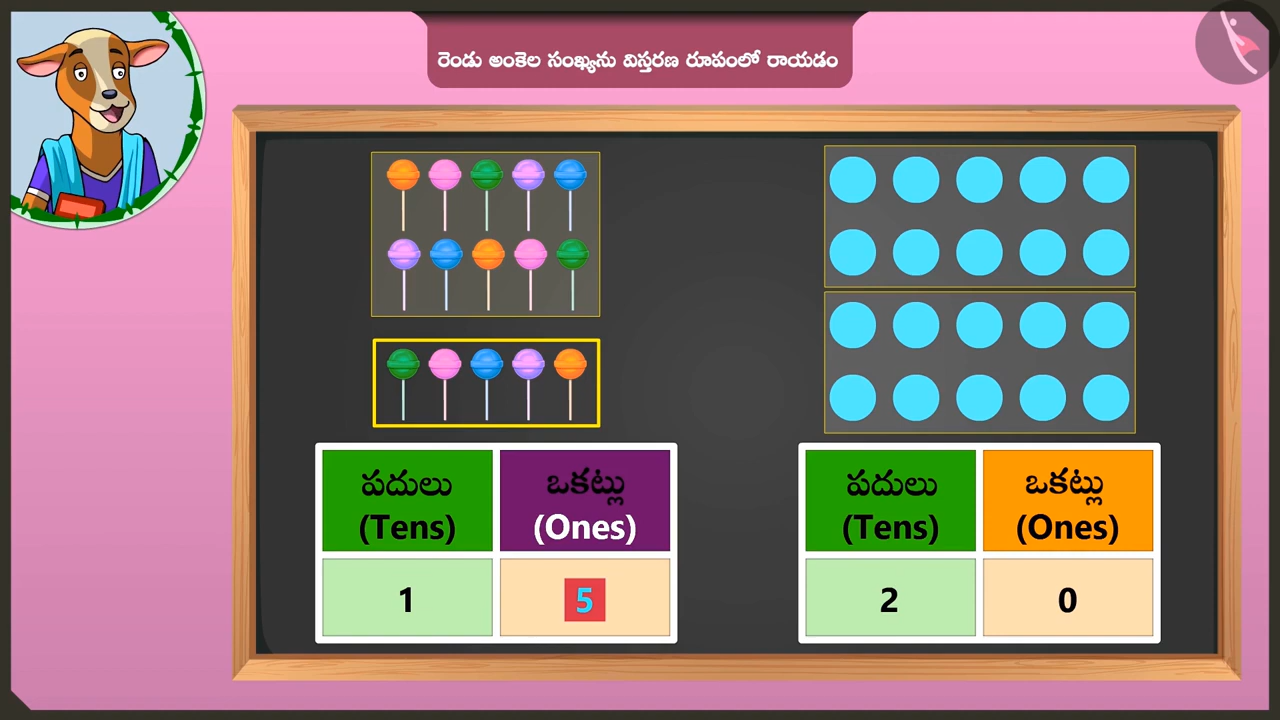 రెండు అంకెల సంఖ్యను విస్తరణ రూపంలో రాయడం
పదులు
(Tens)
ఒకట్లు
(Ones)
1
5
పదులు
(Tens)
ఒకట్లు
(Ones)
2
0